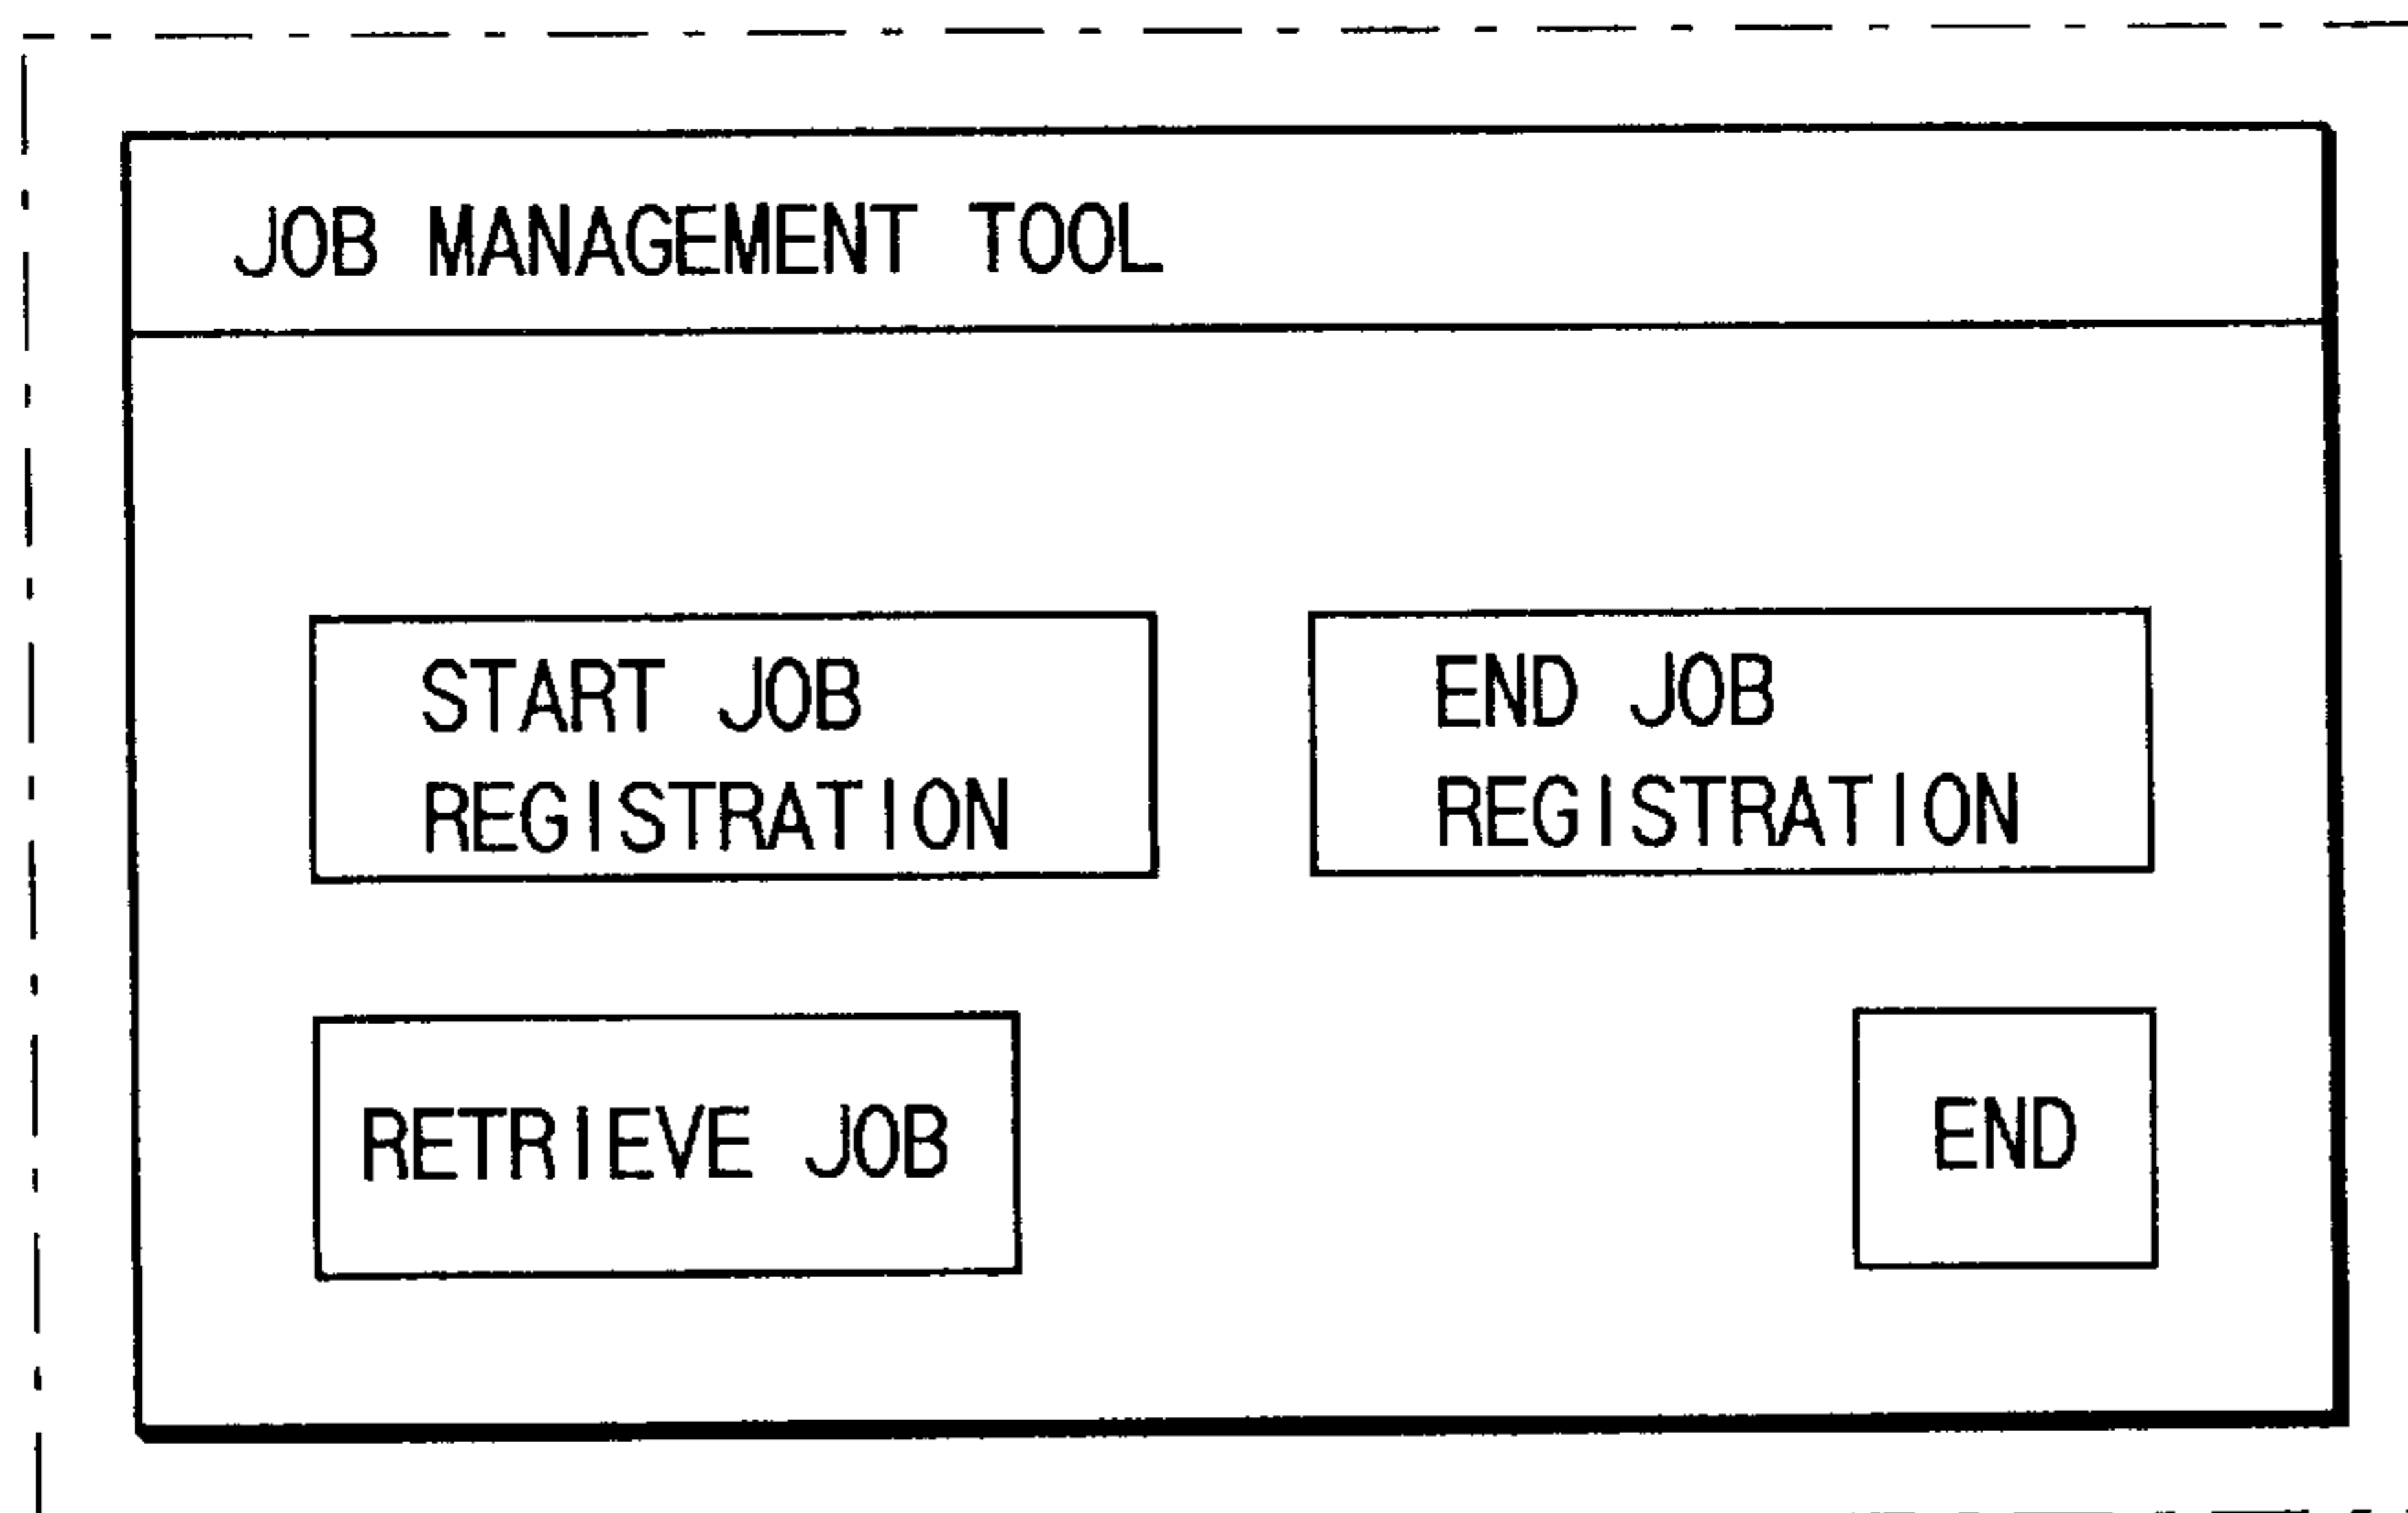 JOB MANAGEMENT TOOL
START JOB
REGISTRATION
END JOB
REGISTRATION
RETRIEVE JOB
END